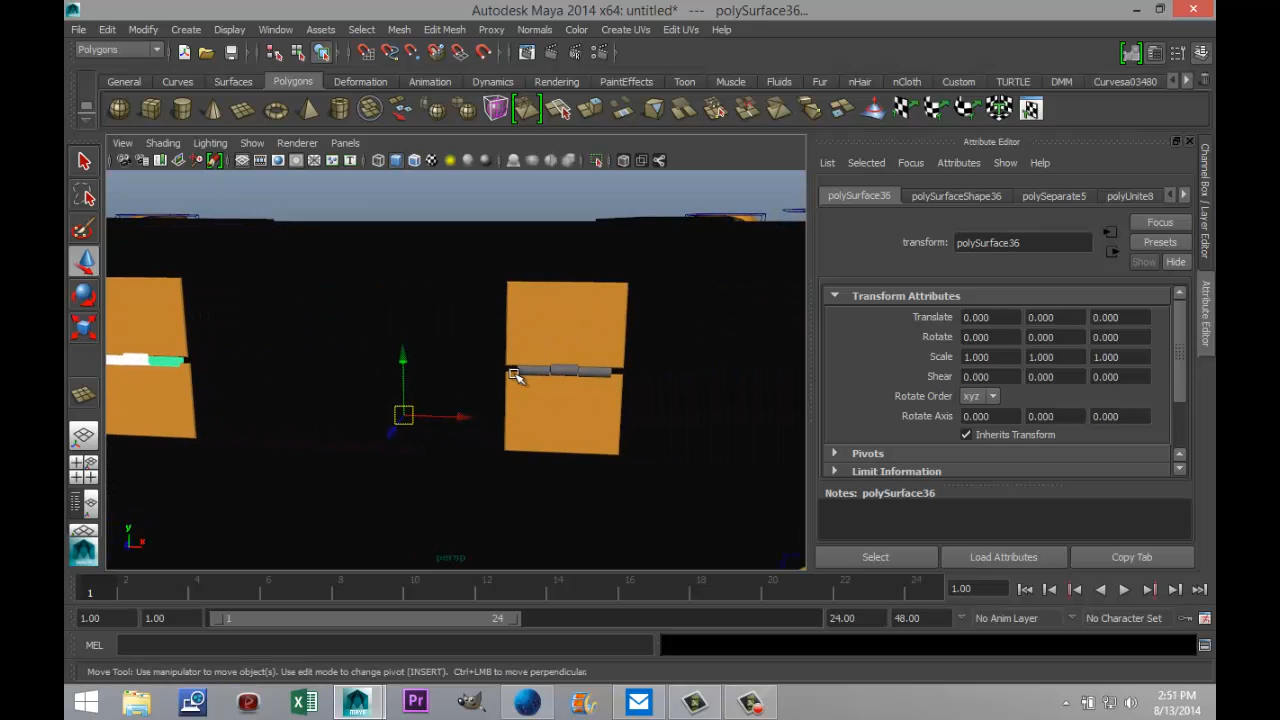 Autodesk Maya 2014 x64: untitled* --- polySurface36...
File Edit Modify Create Display Window Assets Select Mesh Edit Mesh Proxy Normals Color Create UVs Edit UVs Help
Polygons
General Curves Surfaces Polygons Deformation Animation Dynamics Rendering PaintEffects Toon Muscle Fluids Fur nHair nCloth Custom TURTLE DMM Curvesa03480
View Shading Lighting Show Renderer Panels
Attribute Editor
List Selected Focus Attributes Show Help
polySurface36 polySurfaceShape36 polySeparate5 polyUnite8
transform: polySurface36
Focus
Presets
Show Hide
Transform Attributes
Translate 0.000 0.000 0.000
Rotate 0.000 0.000 0.000
Scale 1.000 1.000 1.000
Shear 0.000 0.000 0.000
Rotate Order xyz
Rotate Axis 0.000 0.000 0.000
Inherits Transform
Pivots
Limit Information
Notes: polySurface36
Select Load Attributes Copy Tab
Channel Box / Layer Editor
Attribute Editor
y
x
persp
2 4 6 8 10 12 14 16 18 20 22 24
1
1.00
1.00 1.00 1 24 24.00 48.00 No Anim Layer No Character Set
MEL
Move Tool: Use manipulator to move object(s). Use edit mode to change pivot (INSERT). Ctrl+LMB to move perpendicular.
MAYA
Pr
2:51 PM
8/13/2014